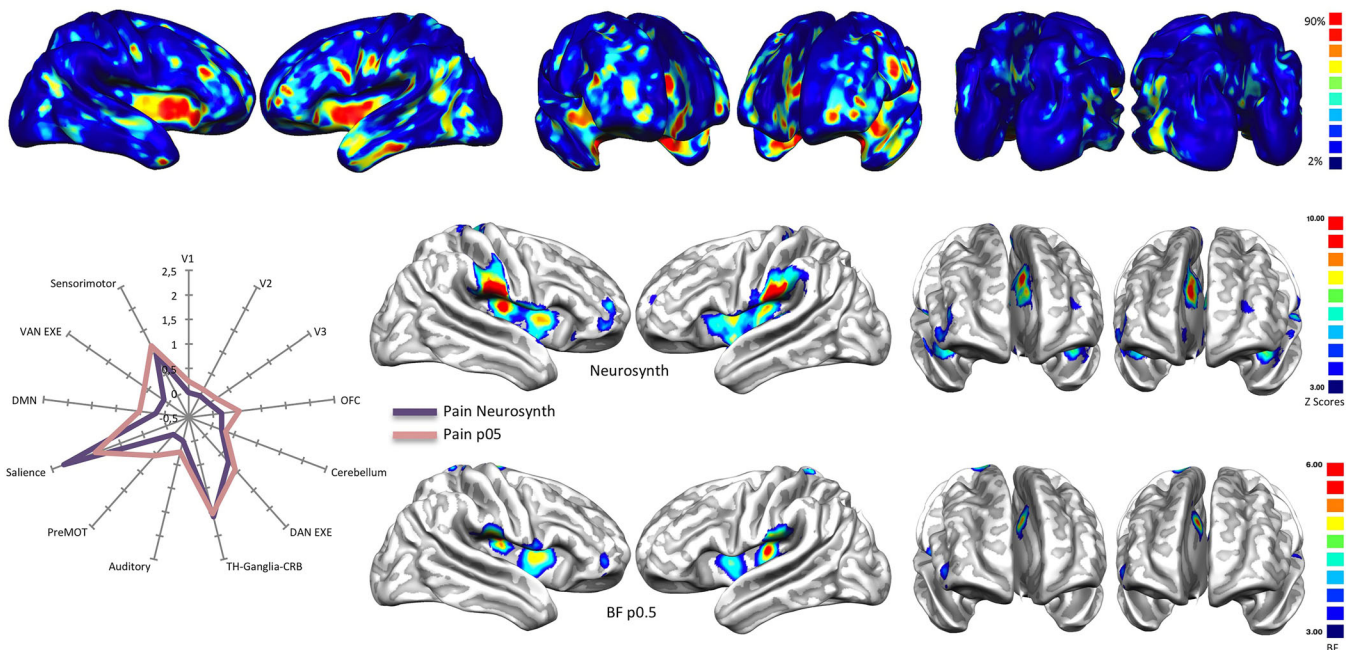 90%
2%
V1
2,5
2
1,5
1
0,5
0
-0,5
V2
V3
OFC
Cerebellum
DAN EXE
TH-Ganglia-CRB
Auditory
PreMOT
Salience
DMN
VAN EXE
Sensorimotor
Pain Neurosynth
Pain p05
Neurosynth
10.00
3.00
Z Scores
BF p0.5
6.00
3.00
BF